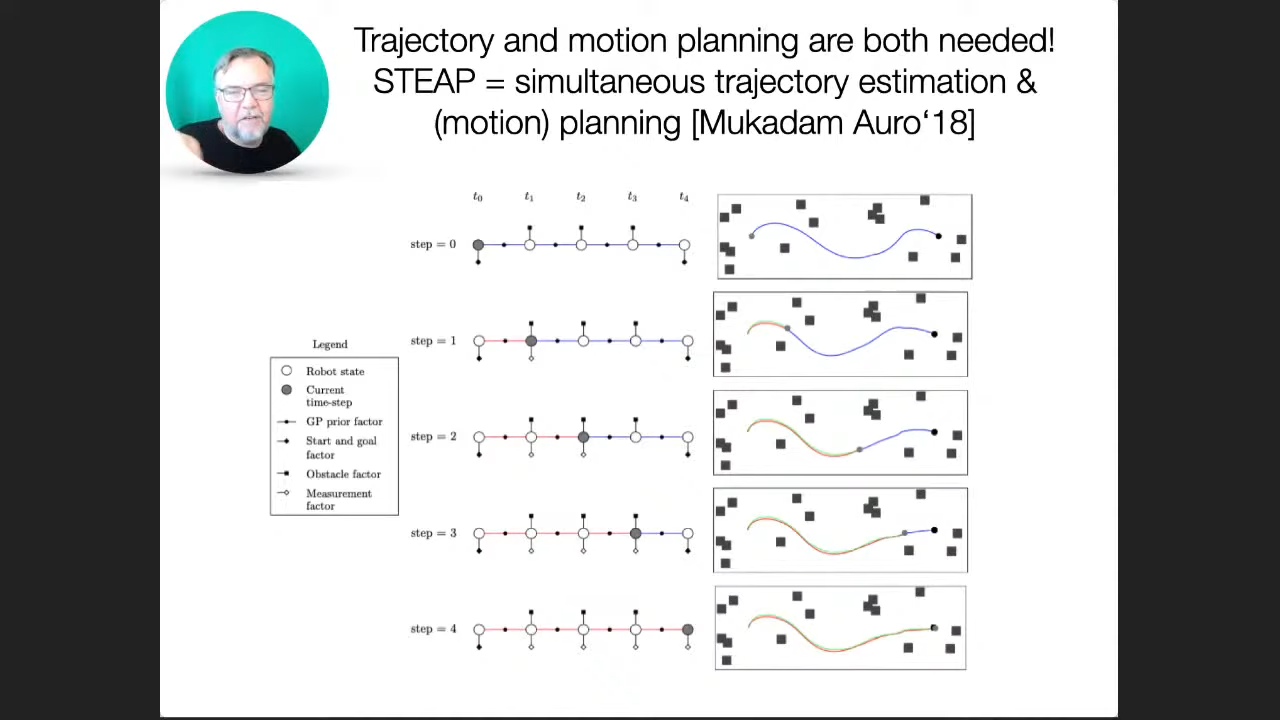 Trajectory and motion planning are both needed!
STEAP = simultaneous trajectory estimation &
(motion) planning [Mukadam Auro‘18]
t0 t1 t2 t3 t4
step = 0
step = 1
Legend
Robot state
Current
time-step
GP prior factor
Start and goal
factor
Obstacle factor
Measurement
factor
step = 2
step = 3
step = 4